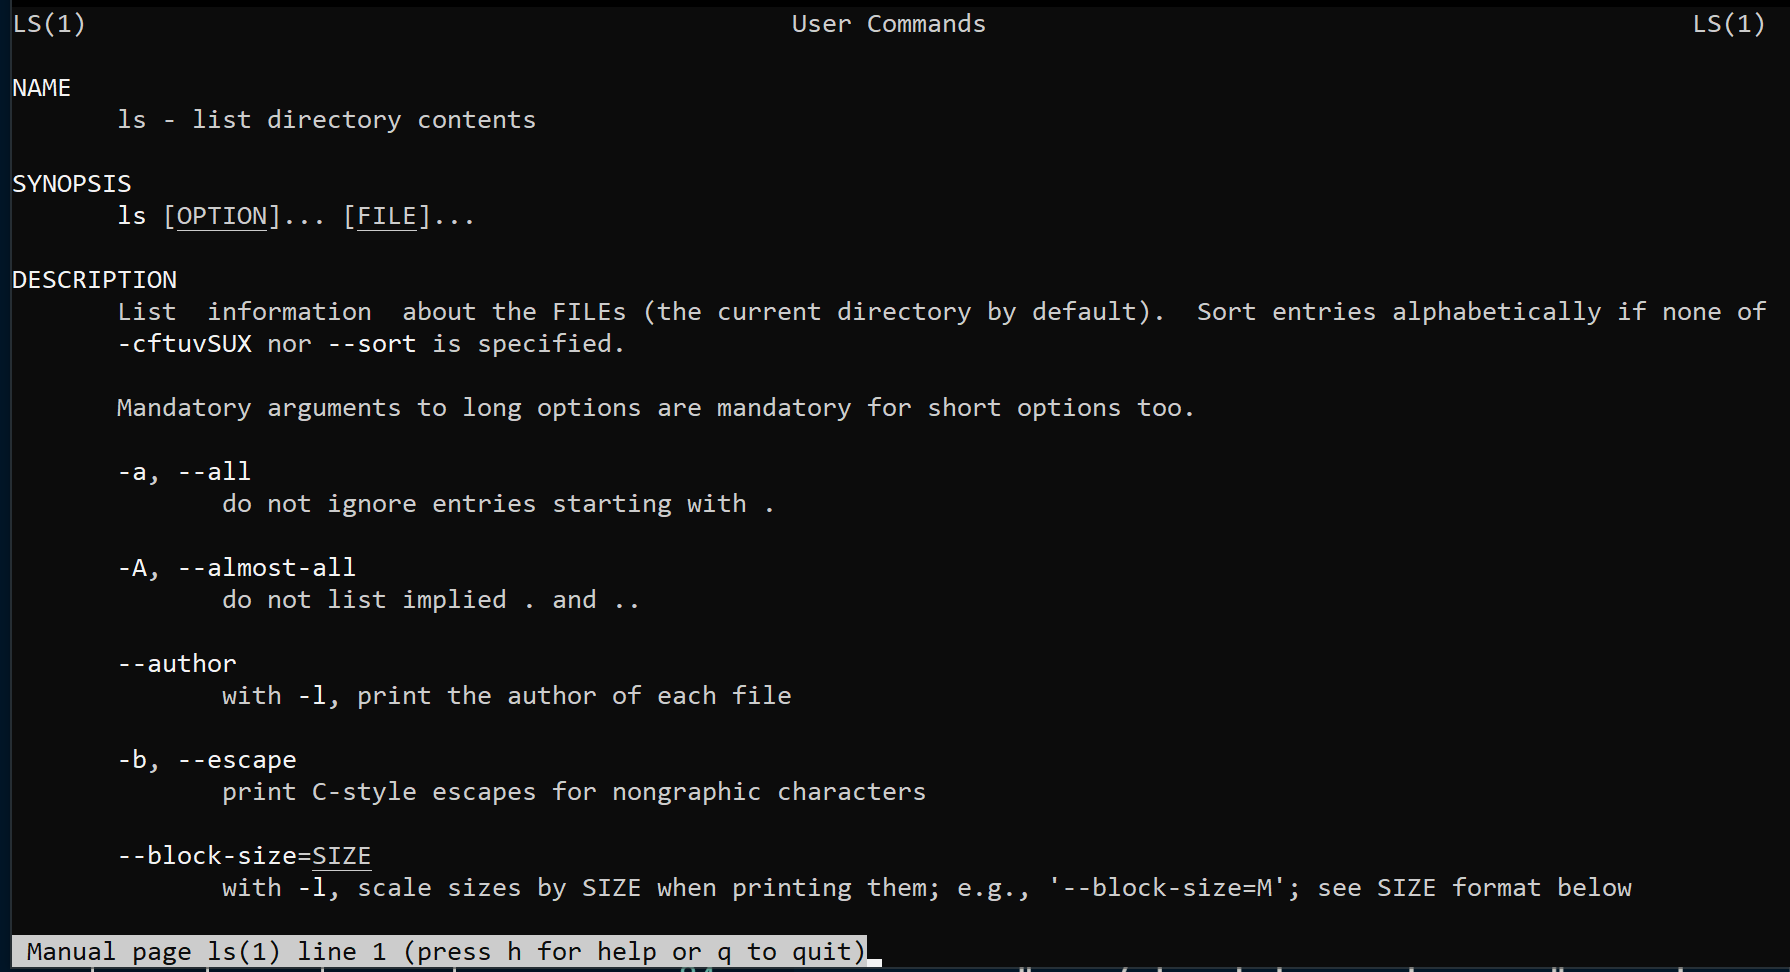 LS(1) User Commands LS(1)
NAME
ls - list directory contents
SYNOPSIS
ls [OPTION]... [FILE]...
DESCRIPTION
List information about the FILEs (the current directory by default). Sort entries alphabetically if none of
-cftuvSUX nor --sort is specified.
Mandatory arguments to long options are mandatory for short options too.
-a, --all
do not ignore entries starting with .
-A, --almost-all
do not list implied . and ..
--author
with -l, print the author of each file
-b, --escape
print C-style escapes for nongraphic characters
--block-size=SIZE
with -l, scale sizes by SIZE when printing them; e.g., '--block-size=M'; see SIZE format below
Manual page ls(1) line 1 (press h for help or q to quit)